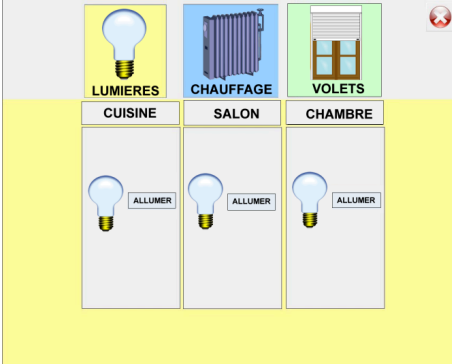 LUMIERES
CHAUFFAGE
VOLETS
CUISINE
SALON
CHAMBRE
ALLUMER
ALLUMER
ALLUMER